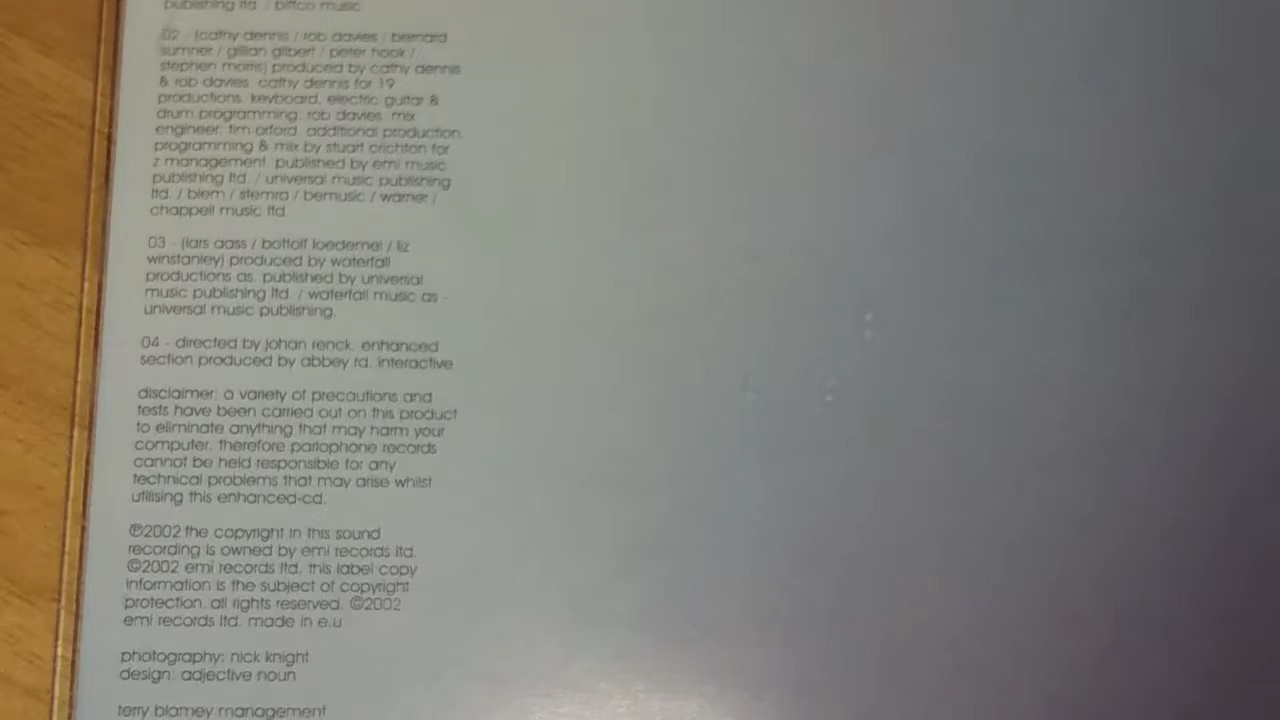 publishing ltd. / biffco music
02 - (cathy dennis / rob davies / bernard
sumner / gillian gilbert / peter hook /
stephen morris) produced by cathy dennis
& rob davies. cathy dennis for 19
productions. keyboard, electric guitar &
drum programming: rob davies. mix
engineer: tim orford. additional production,
programming & mix by stuart crichton for
z management. published by emi music
publishing ltd. / universal music publishing
ltd. / biem / stemra / bemusic / warner /
chappell music ltd.
03 - (lars aass / bottolf loedemel / liz
winstanley) produced by waterfall
productions as. published by universal
music publishing ltd. / waterfall music as -
universal music publishing.
04 - directed by johan renck. enhanced
section produced by abbey rd. interactive
disclaimer: a variety of precautions and
tests have been carried out on this product
to eliminate anything that may harm your
computer. therefore parlophone records
cannot be held responsible for any
technical problems that may arise whilst
utilising this enhanced-cd.
℗2002 the copyright in this sound
recording is owned by emi records ltd.
©2002 emi records ltd. this label copy
information is the subject of copyright
protection. all rights reserved. ©2002
emi records ltd. made in e.u.
photography: nick knight
design: adjective noun
terry blamey management